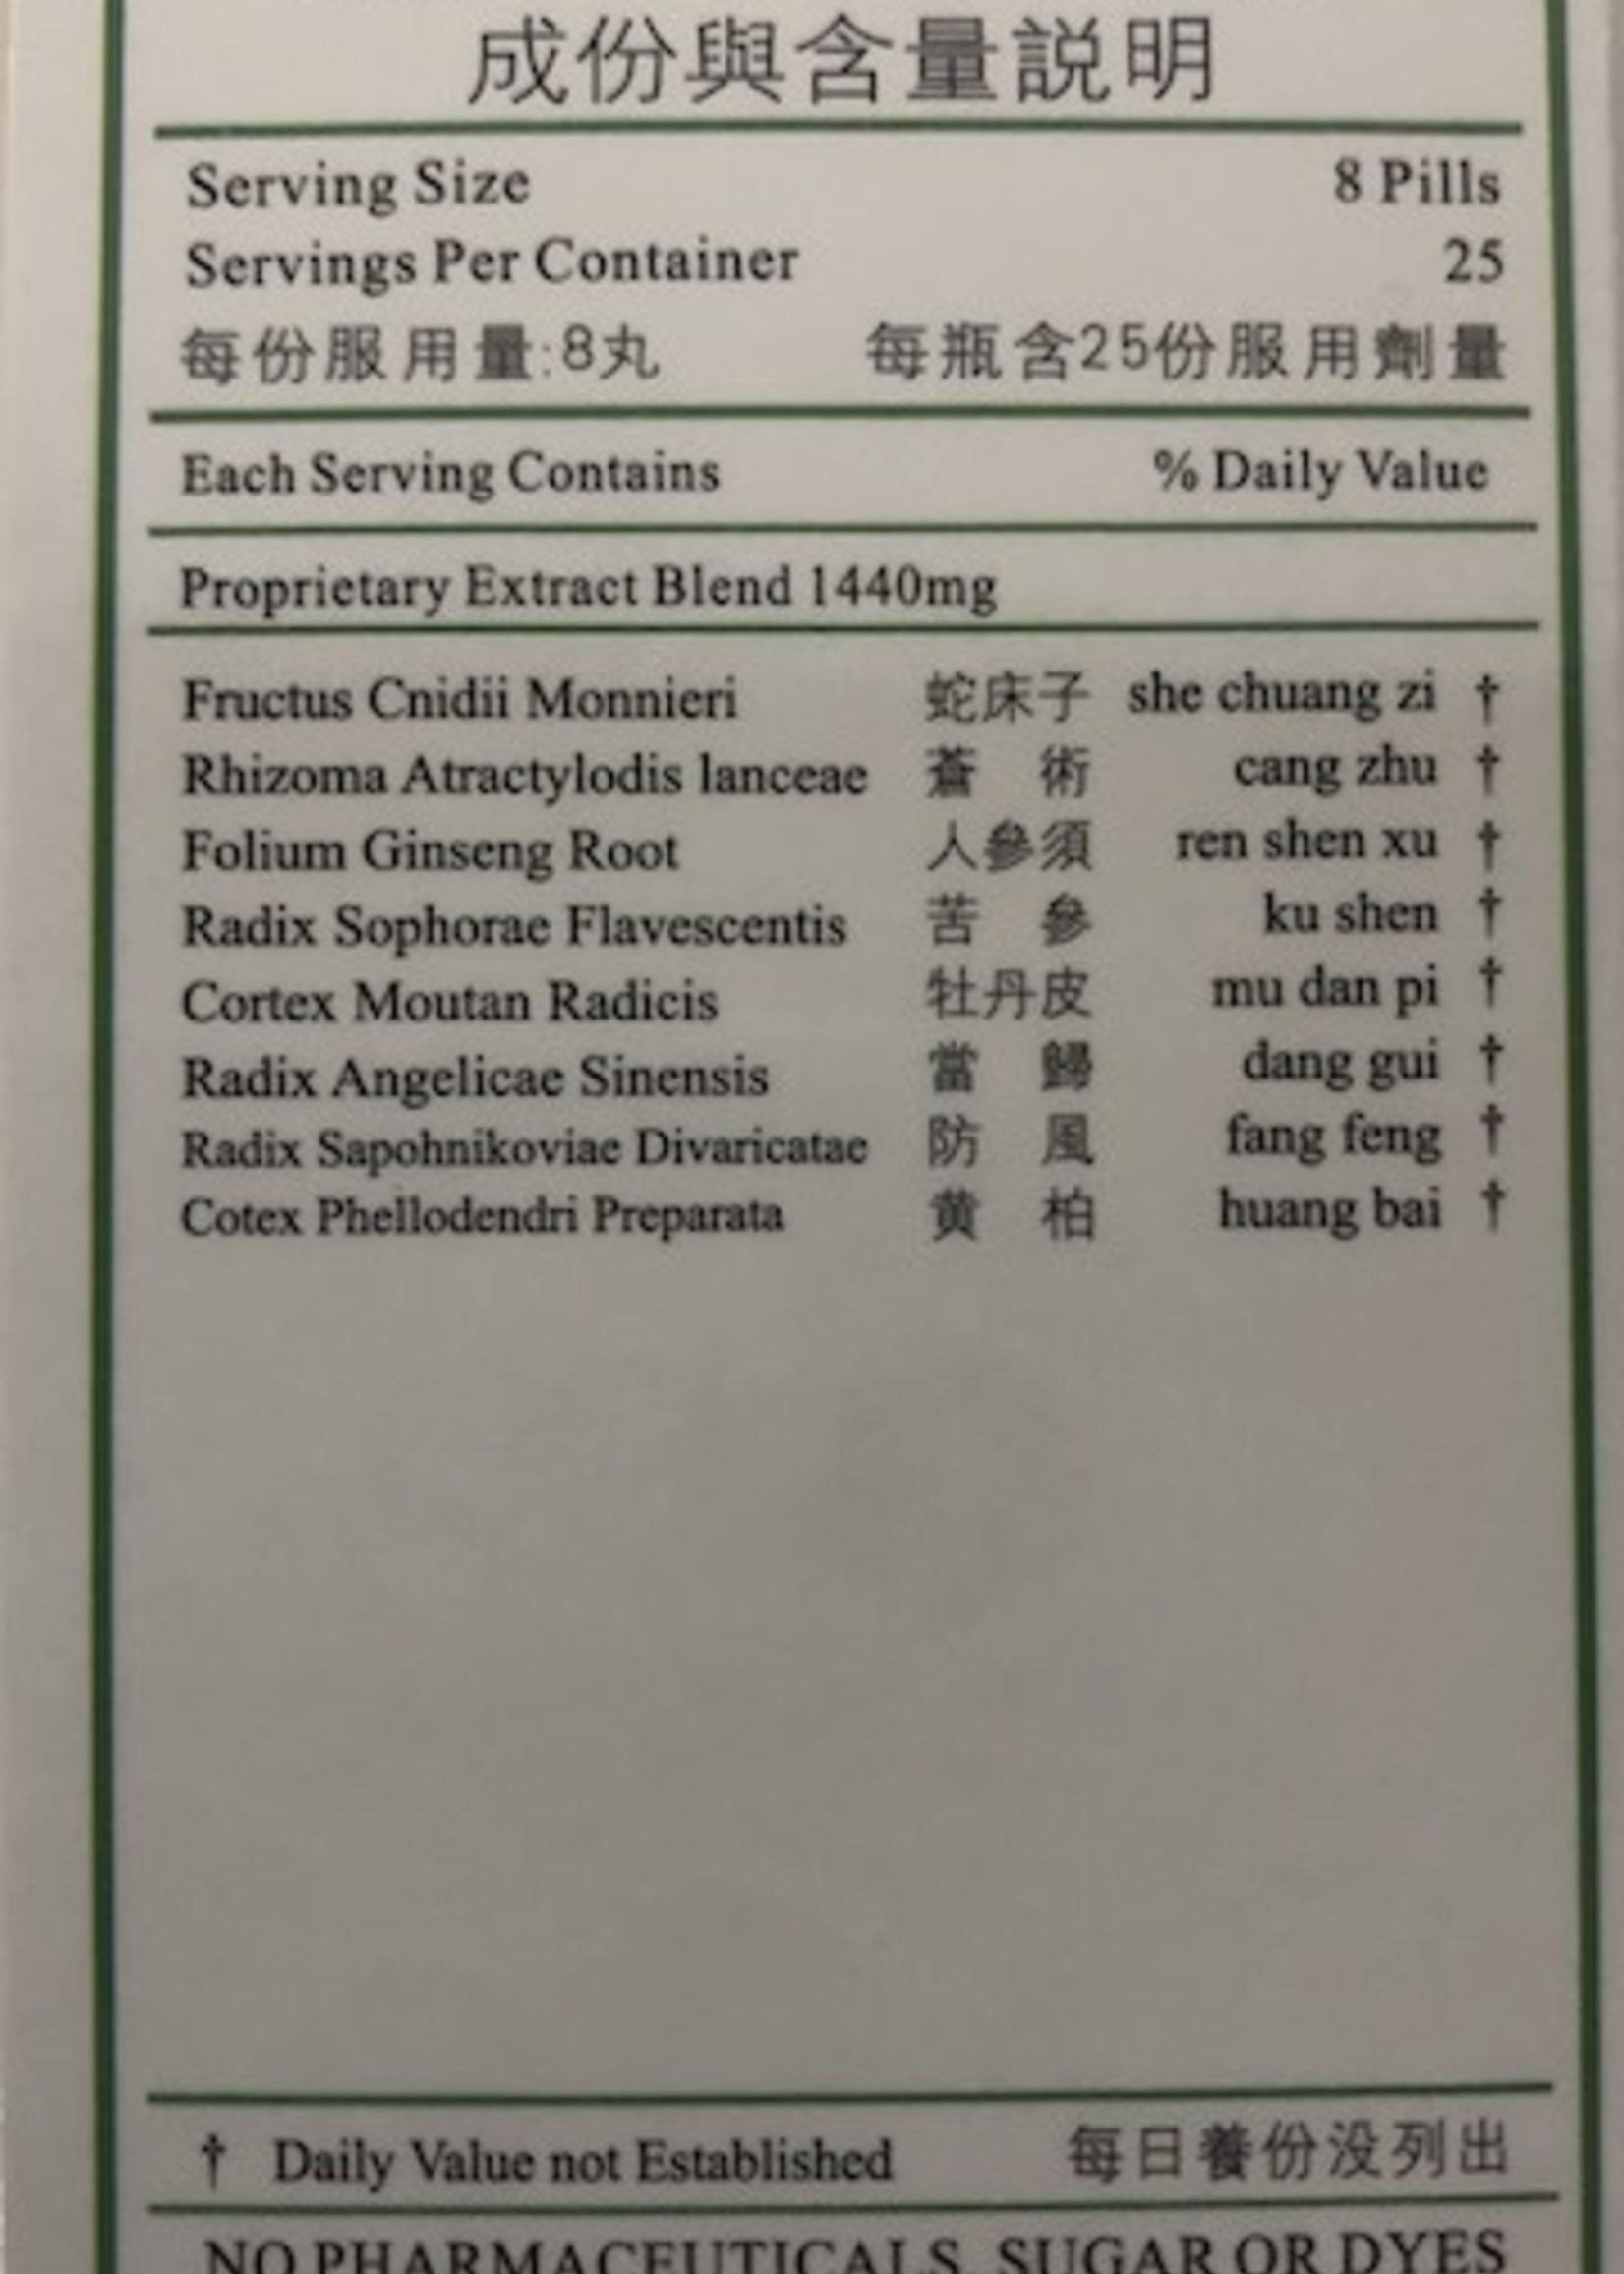 成份與含量説明
Serving Size 8 Pills
Servings Per Container 25
每份服用量:8丸 每瓶含25份服用劑量
Each Serving Contains % Daily Value
Proprietary Extract Blend 1440mg
Fructus Cnidii Monnieri 蛇床子 she chuang zi †
Rhizoma Atractylodis lanceae 蒼術 cang zhu †
Folium Ginseng Root 人參須 ren shen xu †
Radix Sophorae Flavescentis 苦參 ku shen †
Cortex Moutan Radicis 牡丹皮 mu dan pi †
Radix Angelicae Sinensis 當歸 dang gui †
Radix Sapohnikoviae Divaricatae 防風 fang feng †
Cotex Phellodendri Preparata 黄柏 huang bai †
† Daily Value not Established 每日養份没列出
NO PHARMACEUTICALS, SUGAR OR DYES